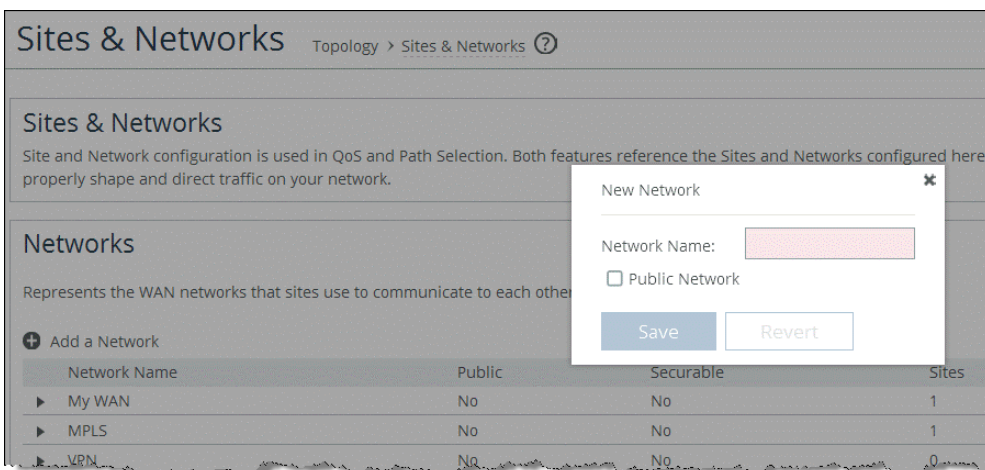 Sites & Networks
Topology > Sites & Networks ?
Sites & Networks
Site and Network configuration is used in QoS and Path Selection. Both features reference the Sites and Networks configured here
properly shape and direct traffic on your network.
New Network
Network Name:
Public Network
Save
Revert
Networks
Represents the WAN networks that sites use to communicate to each other
Add a Network
Network Name Public Securable Sites
My WAN No No 1
MPLS No No 1
VPN No No 0